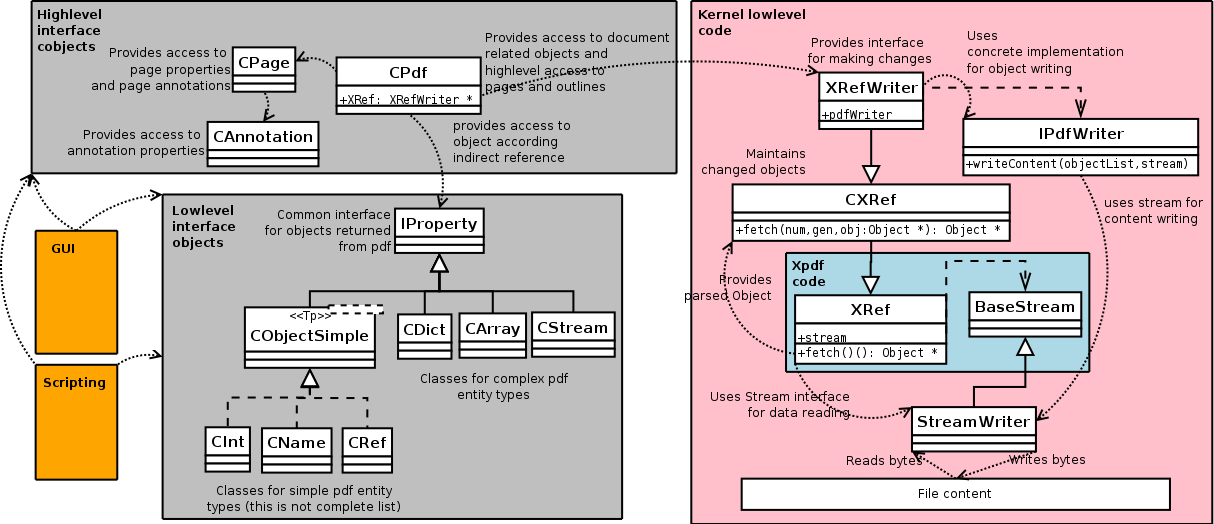 Highlevel
interface
cobjects
Provides access to
page properties
and page annotations
CPage
CPdf
+XRef: XRefWriter *
Provides access to document
related objects and
highlevel access to
pages and outlines
Provides access to
annotation properties
CAnnotation
provides access to
object according
indirect reference
Lowlevel
interface
objects
Common interface
for objects returned
from pdf
IProperty
<<Tp>>
CObjectSimple
CDict
CArray
CStream
Classes for complex pdf
entity types
CInt
CName
CRef
Classes for simple pdf entity
types (this is not complete list)
GUI
Scripting
Kernel lowlevel
code
Provides interface
for making changes
Uses
concrete implementation
for object writing
XRefWriter
+pdfWriter
IPdfWriter
+writeContent(objectList,stream)
Maintains
changed objects
CXRef
+fetch(num,gen,obj:Object *): Object *
uses stream for
content writing
Xpdf
code
Provides
parsed Object
XRef
+stream
+fetch()(): Object *
BaseStream
Uses Stream interface
for data reading
StreamWriter
Reads bytes
Writes bytes
File content